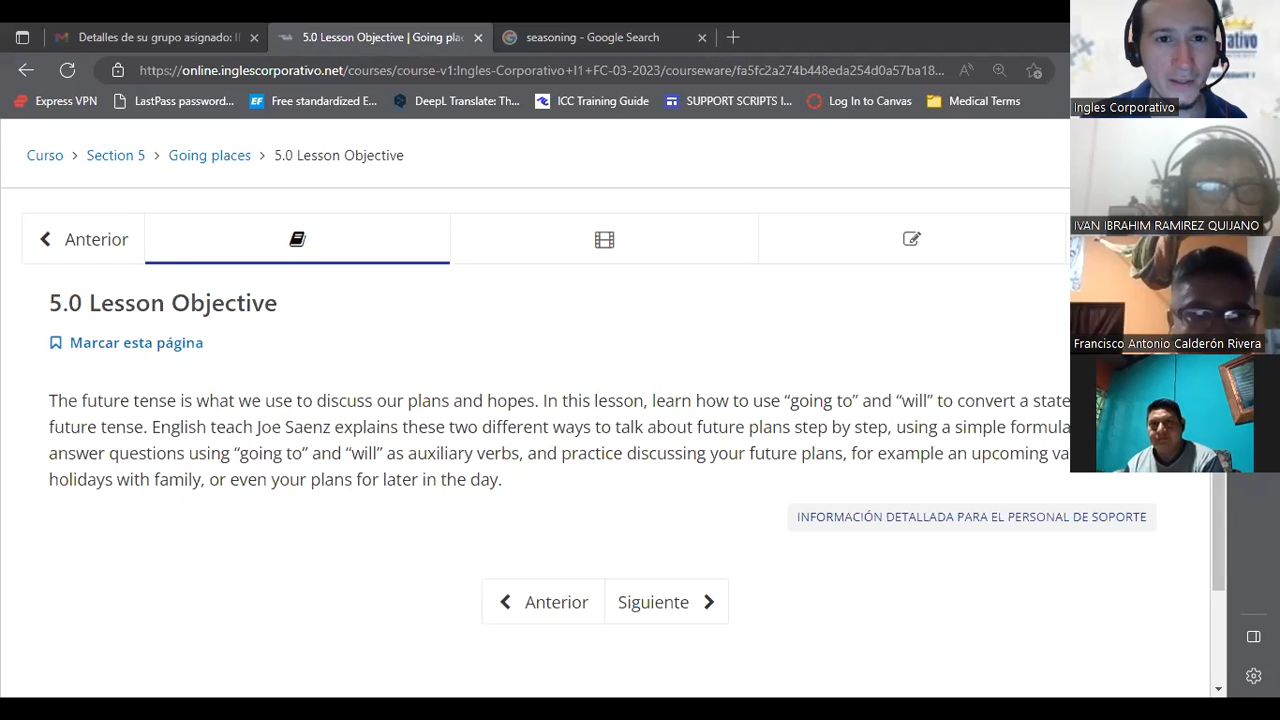 Detalles de su grupo asignado: II
5.0 Lesson Objective | Going plac
seasoning - Google Search
https://online.inglescorporativo.net/courses/course-v1:Ingles-Corporativo+I1+FC-03-2023/courseware/fa5fc2a274b448eda254d0a57ba18...
Express VPN
LastPass password...
Free standardized E...
DeepL Translate: Th...
ICC Training Guide
SUPPORT SCRIPTS I...
Log In to Canvas
Medical Terms
Ingles Corporativo
IVAN IBRAHIM RAMIREZ QUIJANO
Francisco Antonio Calderón Rivera
Curso > Section 5 > Going places > 5.0 Lesson Objective
Anterior
5.0 Lesson Objective
Marcar esta página
The future tense is what we use to discuss our plans and hopes. In this lesson, learn how to use “going to” and “will” to convert a state
future tense. English teach Joe Saenz explains these two different ways to talk about future plans step by step, using a simple formula
answer questions using “going to” and “will” as auxiliary verbs, and practice discussing your future plans, for example an upcoming va
holidays with family, or even your plans for later in the day.
INFORMACIÓN DETALLADA PARA EL PERSONAL DE SOPORTE
Anterior
Siguiente